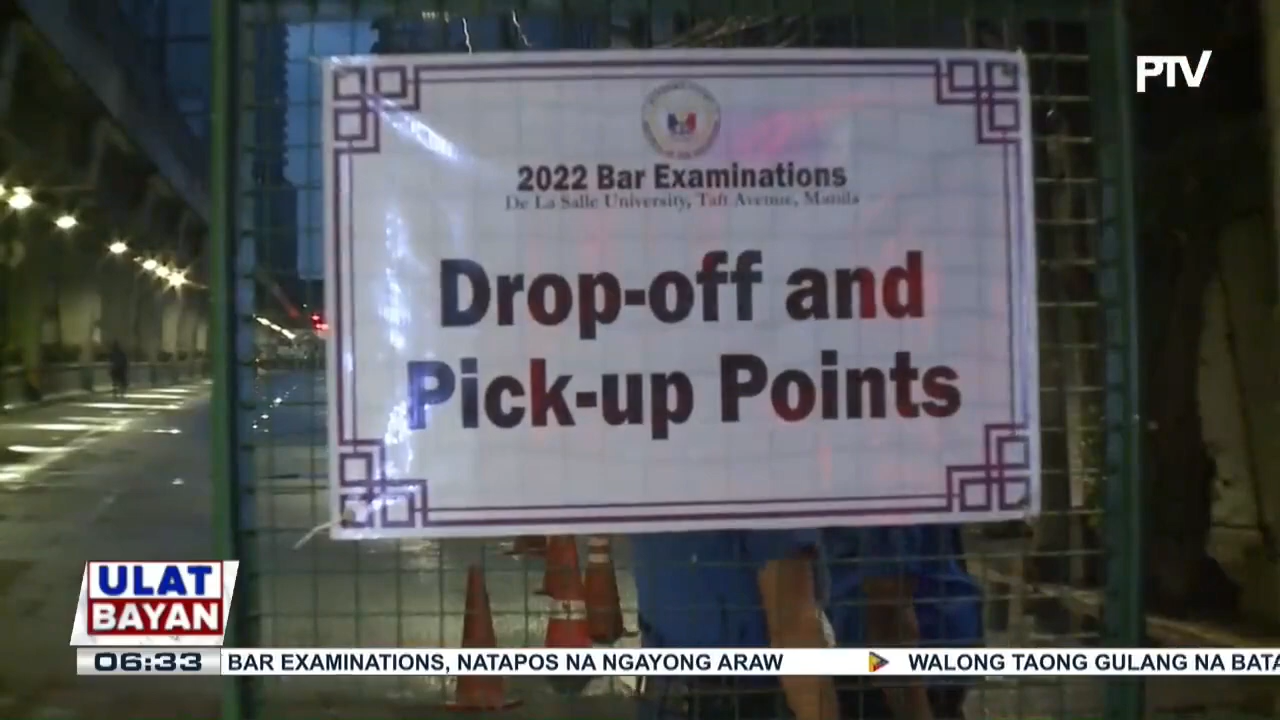 PTV
2022 Bar Examinations
De La Salle University, Taft Avenue, Manila
Drop-off and
Pick-up Points
ULAT
BAYAN
06:33
BAR EXAMINATIONS, NATAPOS NA NGAYONG ARAW
WALONG TAONG GULANG NA BATA